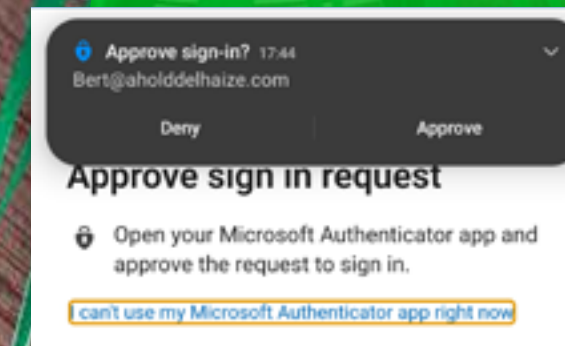 Approve sign-in? 17:44
Bert@aholddelhaize.com
Deny Approve
Approve sign in request
Open your Microsoft Authenticator app and
approve the request to sign in.
I can't use my Microsoft Authenticator app right now